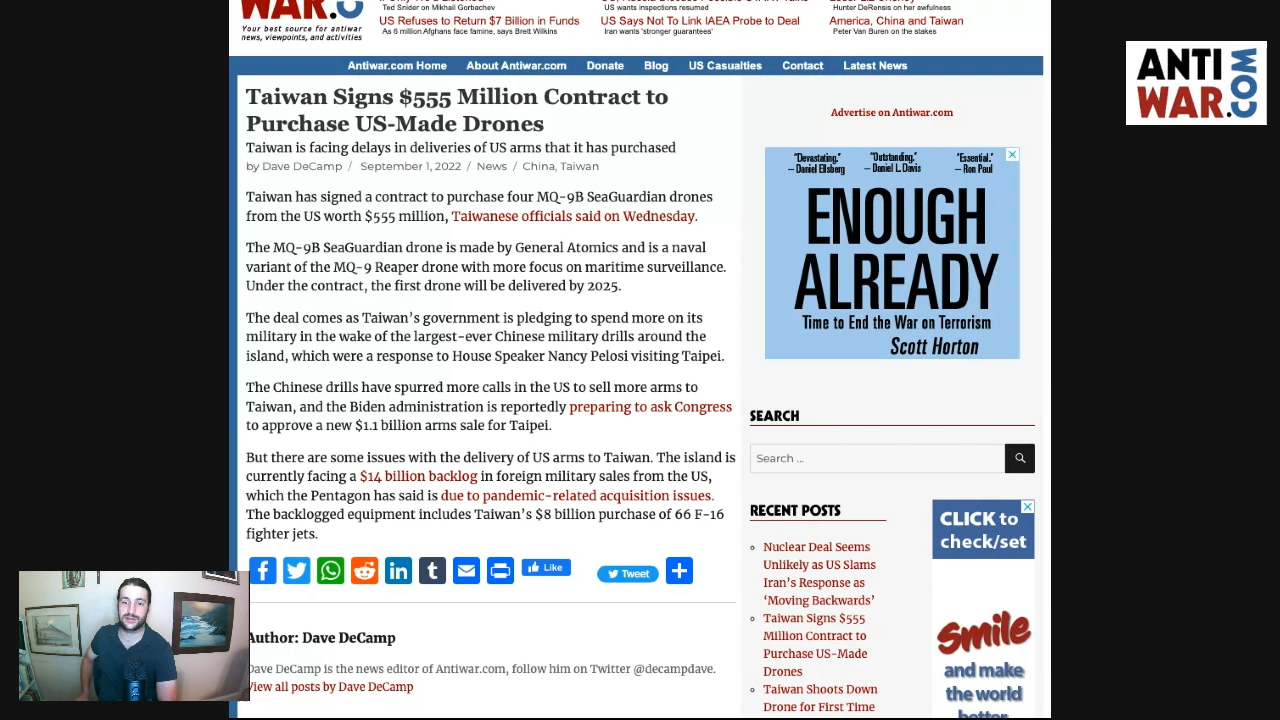 WAR.CO
Your best source for antiwar
news, viewpoints, and activities
Ted Snider on Mikhail Gorbachev
US Refuses to Return $7 Billion in Funds
As 6 million Afghans face famine, says Brett Wilkins
US wants inspections resumed
US Says Not To Link IAEA Probe to Deal
Iran wants 'stronger guarantees'
Hunter DeRensis on her awfulness
America, China and Taiwan
Peter Van Buren on the stakes
ANTI
WAR.COM
Antiwar.com Home
About Antiwar.com
Donate
Blog
US Casualties
Contact
Latest News
Taiwan Signs $555 Million Contract to
Purchase US-Made Drones
Taiwan is facing delays in deliveries of US arms that it has purchased
by Dave DeCamp / September 1, 2022 / News / China, Taiwan
Taiwan has signed a contract to purchase four MQ-9B SeaGuardian drones
from the US worth $555 million, Taiwanese officials said on Wednesday.
The MQ-9B SeaGuardian drone is made by General Atomics and is a naval
variant of the MQ-9 Reaper drone with more focus on maritime surveillance.
Under the contract, the first drone will be delivered by 2025.
The deal comes as Taiwan's government is pledging to spend more on its
military in the wake of the largest-ever Chinese military drills around the
island, which were a response to House Speaker Nancy Pelosi visiting Taipei.
The Chinese drills have spurred more calls in the US to sell more arms to
Taiwan, and the Biden administration is reportedly preparing to ask Congress
to approve a new $1.1 billion arms sale for Taipei.
But there are some issues with the delivery of US arms to Taiwan. The island is
currently facing a $14 billion backlog in foreign military sales from the US,
which the Pentagon has said is due to pandemic-related acquisition issues.
The backlogged equipment includes Taiwan's $8 billion purchase of 66 F-16
fighter jets.
Like
Tweet
Author: Dave DeCamp
Dave DeCamp is the news editor of Antiwar.com, follow him on Twitter @decampdave.
View all posts by Dave DeCamp
Advertise on Antiwar.com
"Devastating."
— Daniel Ellsberg
"Outstanding."
— Daniel L. Davis
"Essential."
— Ron Paul
ENOUGH
ALREADY
Time to End the War on Terrorism
Scott Horton
SEARCH
Search ...
RECENT POSTS
Nuclear Deal Seems
Unlikely as US Slams
Iran's Response as
'Moving Backwards'
Taiwan Signs $555
Million Contract to
Purchase US-Made
Drones
Taiwan Shoots Down
Drone for First Time
CLICK to
check/set
Smile
and make
the world
better